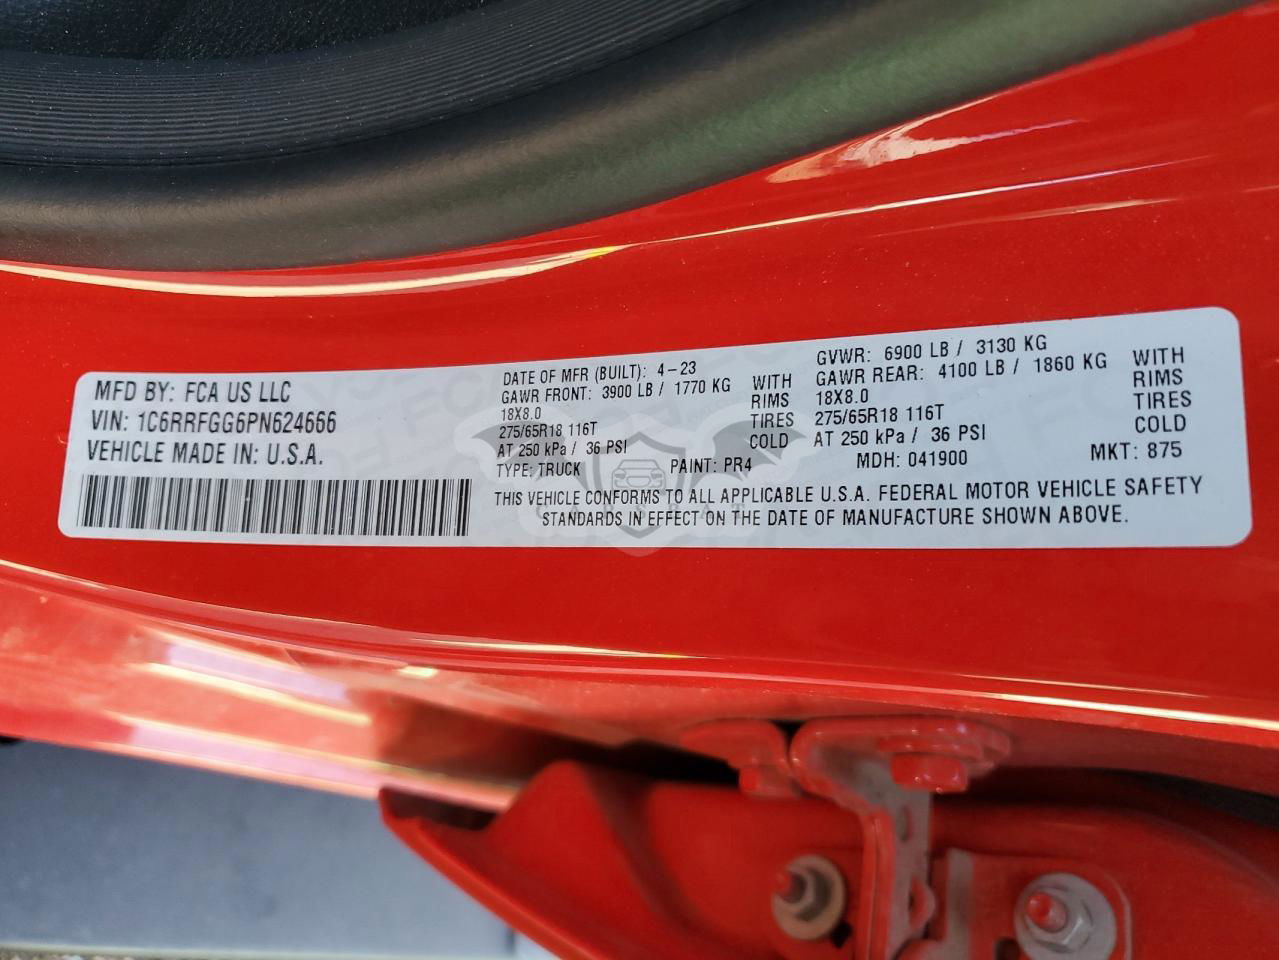 MFD BY: FCA US LLC
VIN: 1C6RRFGG6PN624666
VEHICLE MADE IN: U.S.A.
DATE OF MFR (BUILT): 4-23
GAWR FRONT: 3900 LB / 1770 KG WITH
18X8.0 RIMS
275/65R18 116T TIRES
AT 250 kPa / 36 PSI COLD
TYPE: TRUCK PAINT: PR4
GVWR: 6900 LB / 3130 KG
GAWR REAR: 4100 LB / 1860 KG WITH
18X8.0 RIMS
275/65R18 116T TIRES
AT 250 kPa / 36 PSI COLD
MDH: 041900 MKT: 875
THIS VEHICLE CONFORMS TO ALL APPLICABLE U.S.A. FEDERAL MOTOR VEHICLE SAFETY
STANDARDS IN EFFECT ON THE DATE OF MANUFACTURE SHOWN ABOVE.